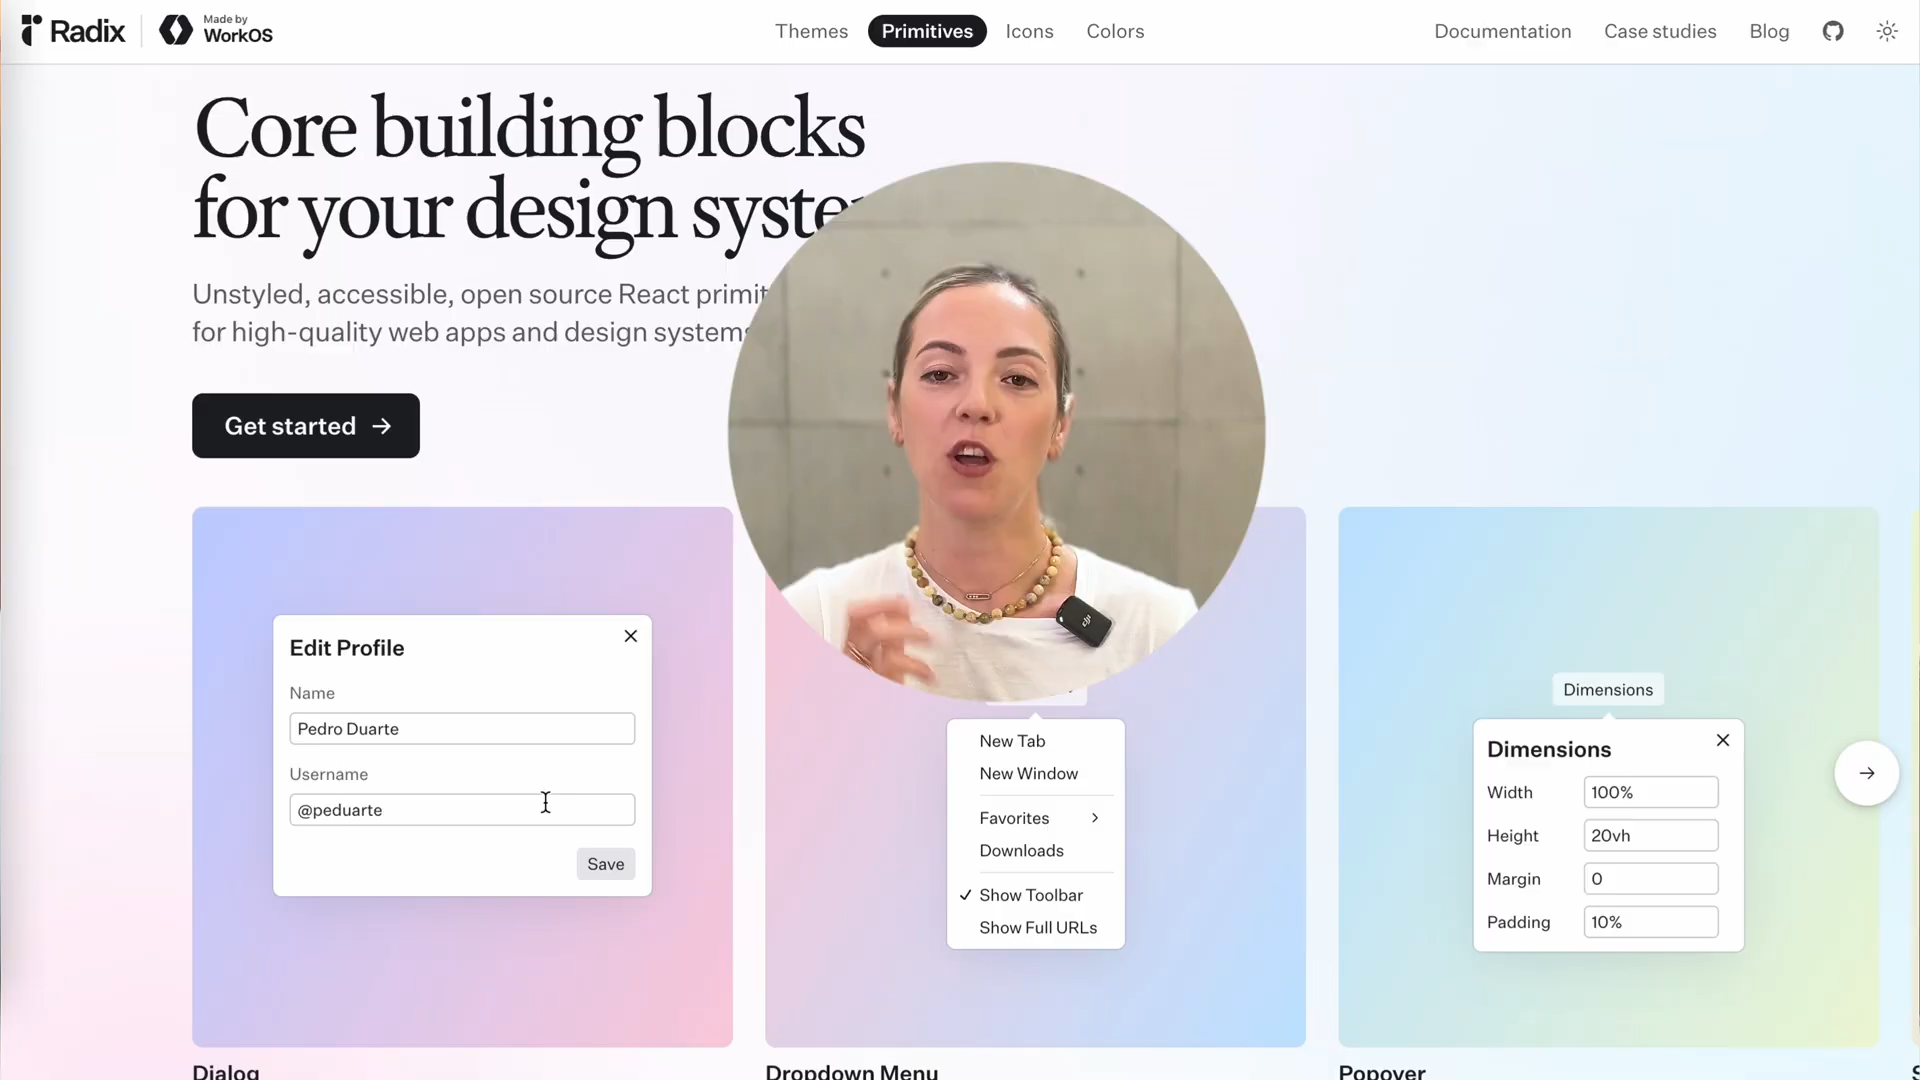 Radix
Made by
WorkOS
Themes
Primitives
Icons
Colors
Documentation
Case studies
Blog
Core building blocks
for your design
Unstyled, accessible, open source React
for high-quality web apps and design systems
Get started →
Edit Profile
Name
Pedro Duarte
Username
@peduarte
Save
New Tab
New Window
Favorites
Downloads
✓ Show Toolbar
Show Full URLs
Dimensions
Dimensions
Width 100%
Height 20vh
Margin 0
Padding 10%
Dialog
Dropdown Menu
Popover